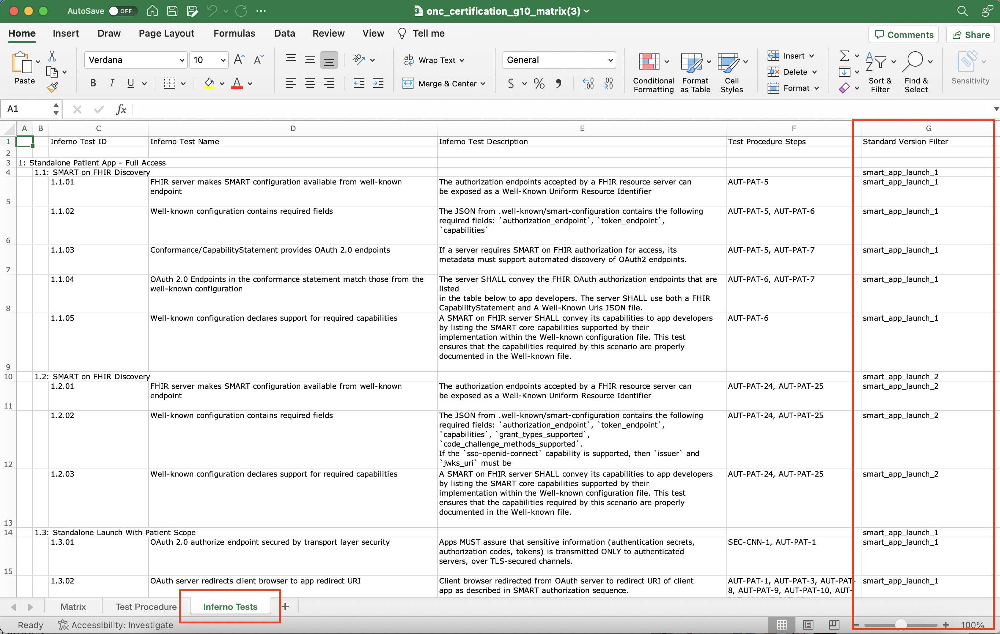 AutoSave OFF
onc_certification_g10_matrix(3)
Home Insert Draw Page Layout Formulas Data Review View Tell me
Comments Share
Paste
Verdana 10
B I U
Wrap Text
Merge & Center
General
Conditional Formatting
Format as Table
Cell Styles
Insert
Delete
Format
Sort & Filter
Find & Select
Sensitivity
A1 fx
A B C D E F G
1 Inferno Test ID Inferno Test Name Inferno Test Description Test Procedure Steps Standard Version Filter
2
3 1: Standalone Patient App - Full Access
4 1.1: SMART on FHIR Discovery smart_app_launch_1
1.1.01 FHIR server makes SMART configuration available from well-known The authorization endpoints accepted by a FHIR resource server can AUT-PAT-5 smart_app_launch_1
endpoint be exposed as a Well-Known Uniform Resource Identifier
5
1.1.02 Well-known configuration contains required fields The JSON from .well-known/smart-configuration contains the following AUT-PAT-5, AUT-PAT-6 smart_app_launch_1
required fields: `authorization_endpoint`, `token_endpoint`,
`capabilities`
6
1.1.03 Conformance/CapabilityStatement provides OAuth 2.0 endpoints If a server requires SMART on FHIR authorization for access, its AUT-PAT-5, AUT-PAT-7 smart_app_launch_1
metadata must support automated discovery of OAuth2 endpoints.
7
1.1.04 OAuth 2.0 Endpoints in the conformance statement match those from the The server SHALL convey the FHIR OAuth authorization endpoints that are AUT-PAT-6, AUT-PAT-7 smart_app_launch_1
well-known configuration listed
in the table below to app developers. The server SHALL use both a FHIR
8 CapabilityStatement and A Well-Known Uris JSON file.
1.1.05 Well-known configuration declares support for required capabilities A SMART on FHIR server SHALL convey its capabilities to app developers AUT-PAT-6 smart_app_launch_1
by listing the SMART core capabilities supported by their
implementation within the Well-known configuration file. This test
ensures that the capabilities required by this scenario are properly
documented in the Well-known file.
9
10 1.2: SMART on FHIR Discovery smart_app_launch_2
1.2.01 FHIR server makes SMART configuration available from well-known The authorization endpoints accepted by a FHIR resource server can AUT-PAT-24, AUT-PAT-25 smart_app_launch_2
endpoint be exposed as a Well-Known Uniform Resource Identifier
11
1.2.02 Well-known configuration contains required fields The JSON from .well-known/smart-configuration contains the following AUT-PAT-24, AUT-PAT-25 smart_app_launch_2
required fields: `authorization_endpoint`, `token_endpoint`,
`capabilities`, `grant_types_supported`,
`code_challenge_methods_supported`.
If the `sso-openid-connect` capability is supported, then `issuer` and
12 `jwks_uri` must be
1.2.03 Well-known configuration declares support for required capabilities A SMART on FHIR server SHALL convey its capabilities to app developers AUT-PAT-24, AUT-PAT-25 smart_app_launch_2
by listing the SMART core capabilities supported by their
implementation within the Well-known configuration file. This test
ensures that the capabilities required by this scenario are properly
documented in the Well-known file.
13
14 1.3: Standalone Launch With Patient Scope smart_app_launch_1
1.3.01 OAuth 2.0 authorize endpoint secured by transport layer security Apps MUST assure that sensitive information (authentication secrets, SEC-CNN-1, AUT-PAT-1 smart_app_launch_1
authorization codes, tokens) is transmitted ONLY to authenticated
servers, over TLS-secured channels.
15
1.3.02 OAuth server redirects client browser to app redirect URI Client browser redirected from OAuth server to redirect URI of client AUT-PAT-1, AUT-PAT-3, AUT-PAT- smart_app_launch_1
app as described in SMART authorization sequence. 8, AUT-PAT-9, AUT-PAT-10, AUT-
Matrix Test Procedure Inferno Tests +
Ready Accessibility: Investigate 100%